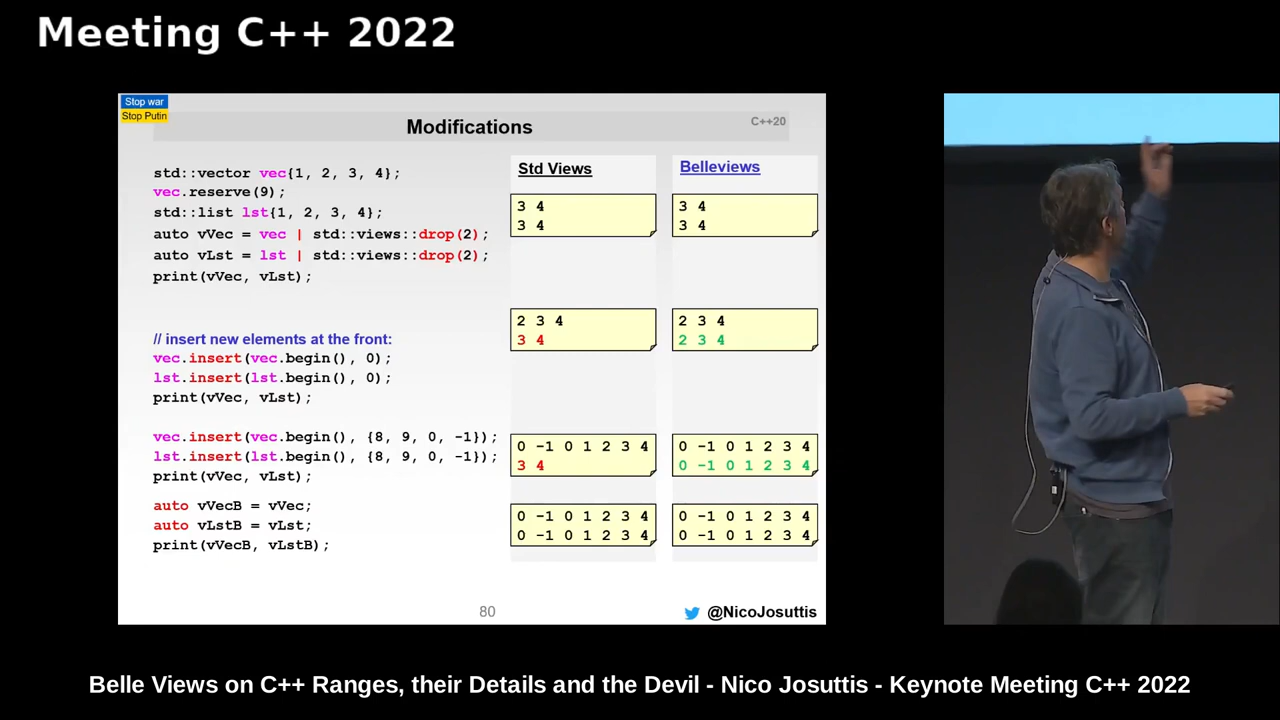 Meeting C++ 2022
Stop war
Stop Putin
Modifications
C++20
std::vector vec{1, 2, 3, 4};
vec.reserve(9);
std::list lst{1, 2, 3, 4};
auto vVec = vec | std::views::drop(2);
auto vLst = lst | std::views::drop(2);
print(vVec, vLst);
// insert new elements at the front:
vec.insert(vec.begin(), 0);
lst.insert(lst.begin(), 0);
print(vVec, vLst);
vec.insert(vec.begin(), {8, 9, 0, -1});
lst.insert(lst.begin(), {8, 9, 0, -1});
print(vVec, vLst);
auto vVecB = vVec;
auto vLstB = vLst;
print(vVecB, vLstB);
Std Views
3 4
3 4
2 3 4
3 4
0 -1 0 1 2 3 4
3 4
0 -1 0 1 2 3 4
0 -1 0 1 2 3 4
Belleviews
3 4
3 4
2 3 4
2 3 4
0 -1 0 1 2 3 4
0 -1 0 1 2 3 4
0 -1 0 1 2 3 4
0 -1 0 1 2 3 4
80
@NicoJosuttis
Belle Views on C++ Ranges, their Details and the Devil - Nico Josuttis - Keynote Meeting C++ 2022